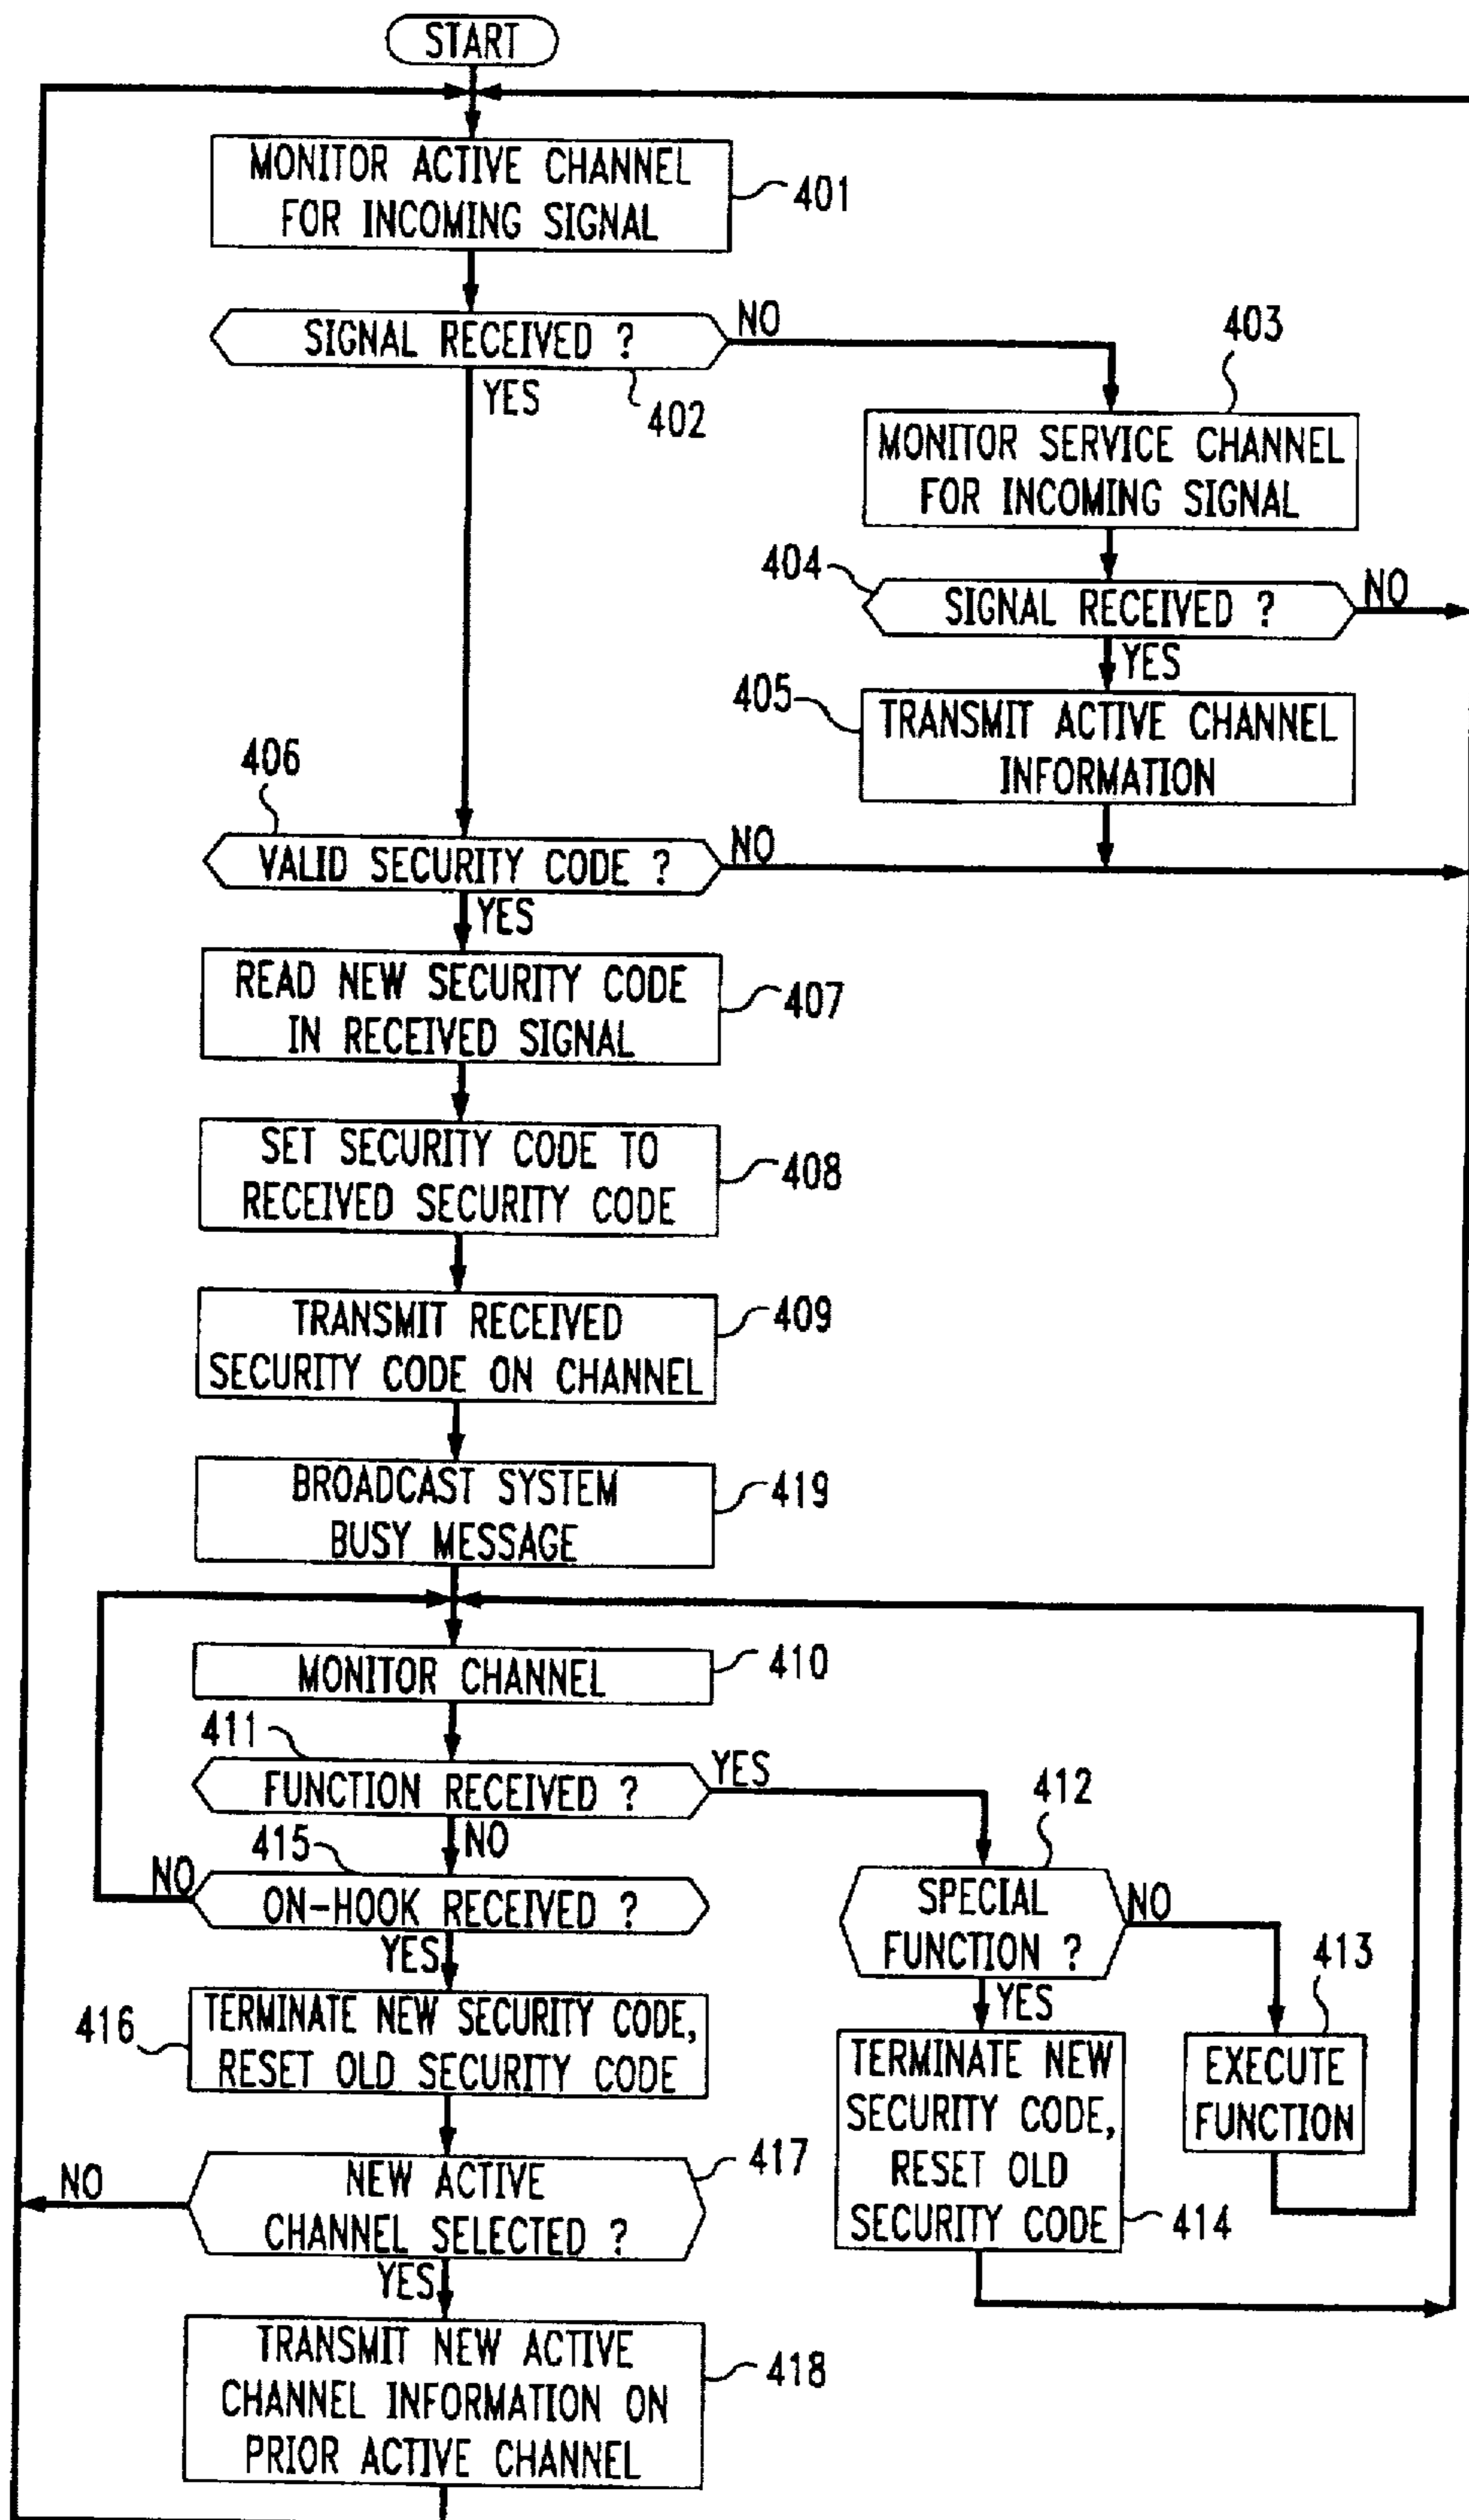 START
MONITOR ACTIVE CHANNEL
FOR INCOMING SIGNAL
401
SIGNAL RECEIVED ?
NO
YES
402
403
MONITOR SERVICE CHANNEL
FOR INCOMING SIGNAL
404
SIGNAL RECEIVED ?
NO
YES
405
TRANSMIT ACTIVE CHANNEL
INFORMATION
406
VALID SECURITY CODE ?
NO
YES
READ NEW SECURITY CODE
IN RECEIVED SIGNAL
407
SET SECURITY CODE TO
RECEIVED SECURITY CODE
408
TRANSMIT RECEIVED
SECURITY CODE ON CHANNEL
409
BROADCAST SYSTEM
BUSY MESSAGE
419
MONITOR CHANNEL
410
411
FUNCTION RECEIVED ?
YES
NO
412
SPECIAL
FUNCTION ?
NO
YES
413
EXECUTE
FUNCTION
415
NO
ON-HOOK RECEIVED ?
YES
416
TERMINATE NEW SECURITY CODE,
RESET OLD SECURITY CODE
TERMINATE NEW
SECURITY CODE,
RESET OLD
SECURITY CODE
414
NO
NEW ACTIVE
CHANNEL SELECTED ?
417
YES
TRANSMIT NEW ACTIVE
CHANNEL INFORMATION ON
PRIOR ACTIVE CHANNEL
418